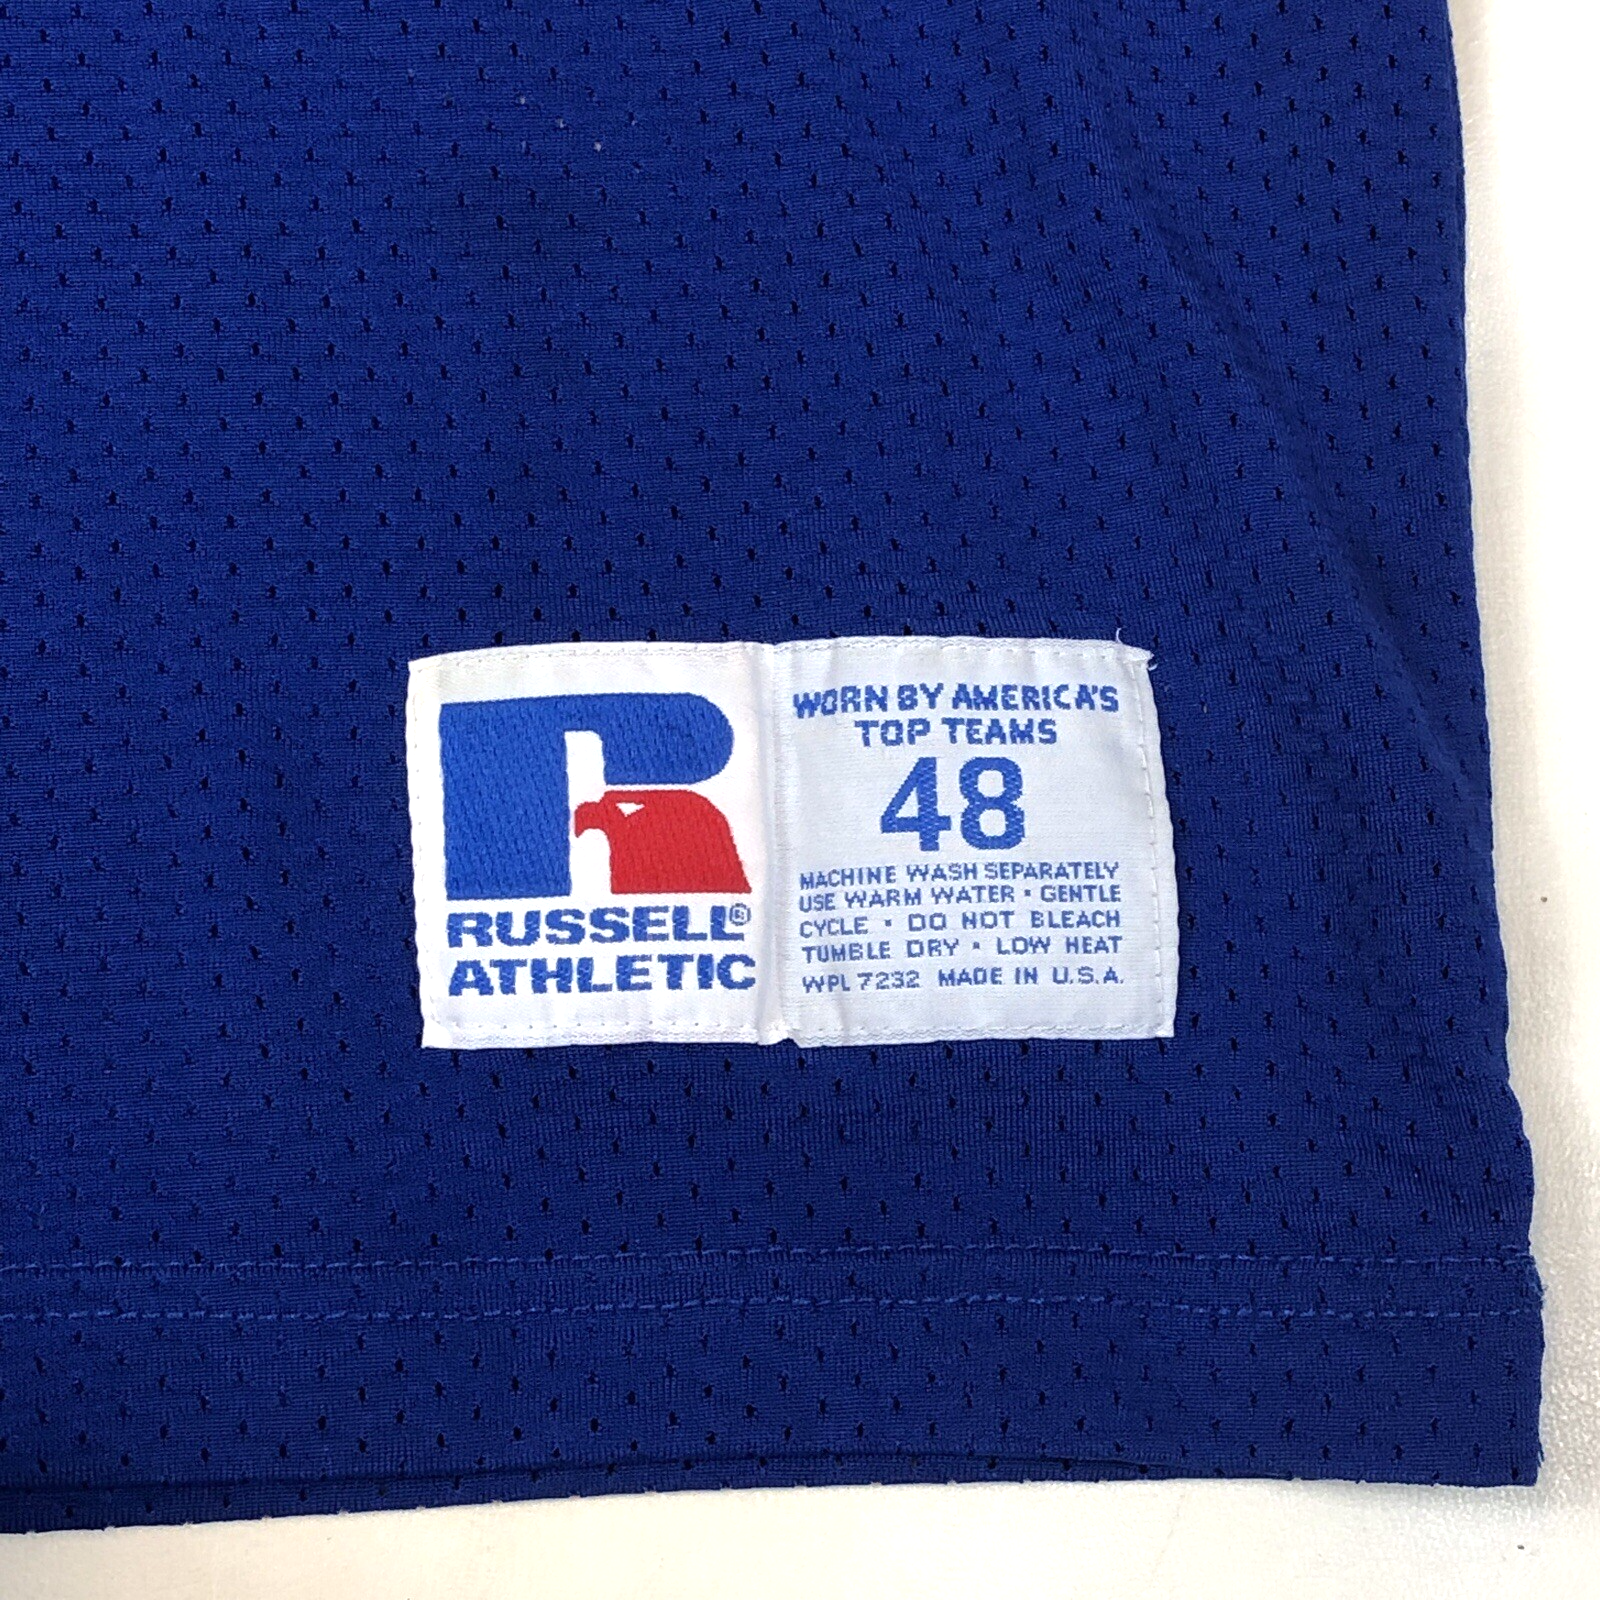 RUSSELL®
ATHLETIC
WORN BY AMERICA'S
TOP TEAMS
48
MACHINE WASH SEPARATELY
USE WARM WATER • GENTLE
CYCLE • DO NOT BLEACH
TUMBLE DRY • LOW HEAT
WPL 7232 MADE IN U.S.A.